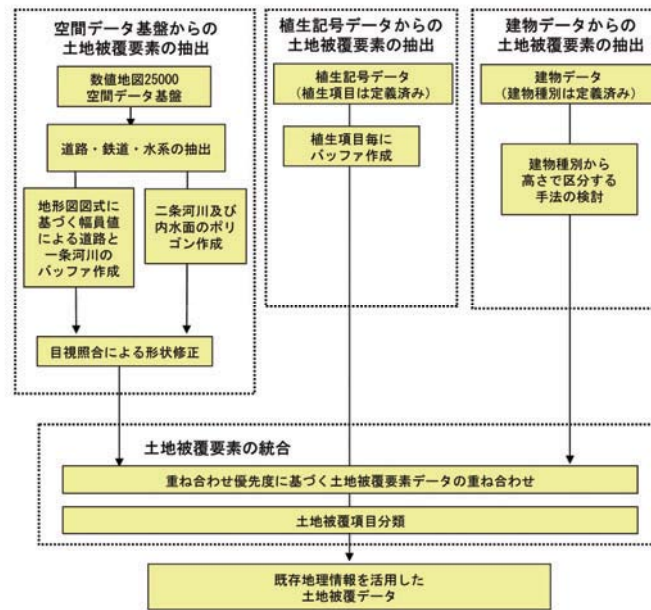 空間データ基盤からの
土地被覆要素の抽出
数値地図25000
空間データ基盤
道路・鉄道・水系の抽出
地形図図式に
基づく幅員値
による道路と
一条河川の
バッファ作成
二条河川及び
内水面のポリ
ゴン作成
目視照合による形状修正
植生記号データからの
土地被覆要素の抽出
植生記号データ
(植生項目は定義済み)
植生項目毎に
バッファ作成
建物データからの
土地被覆要素の抽出
建物データ
(建物種別は定義済み)
建物種別から
高さで区分する
手法の検討
土地被覆要素の統合
重ね合わせ優先度に基づく土地被覆要素データの重ね合わせ
土地被覆項目分類
既存地理情報を活用した
土地被覆データ